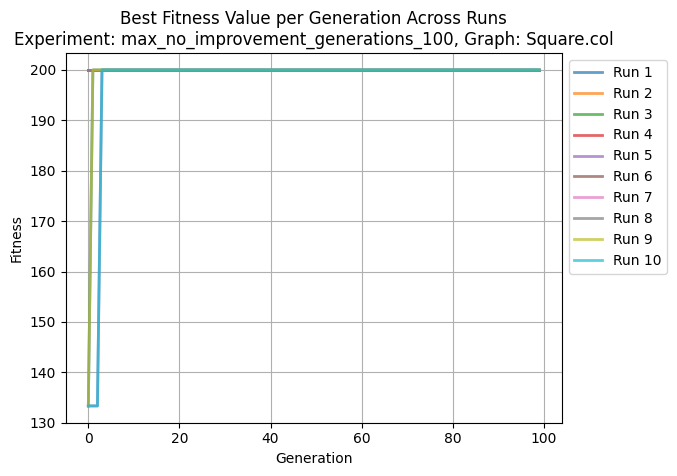 Best Fitness Value per Generation Across Runs
Experiment: max_no_improvement_generations_100, Graph: Square.col
Fitness
200
190
180
170
160
150
140
130
0
20
40
60
80
100
Generation
Run 1
Run 2
Run 3
Run 4
Run 5
Run 6
Run 7
Run 8
Run 9
Run 10